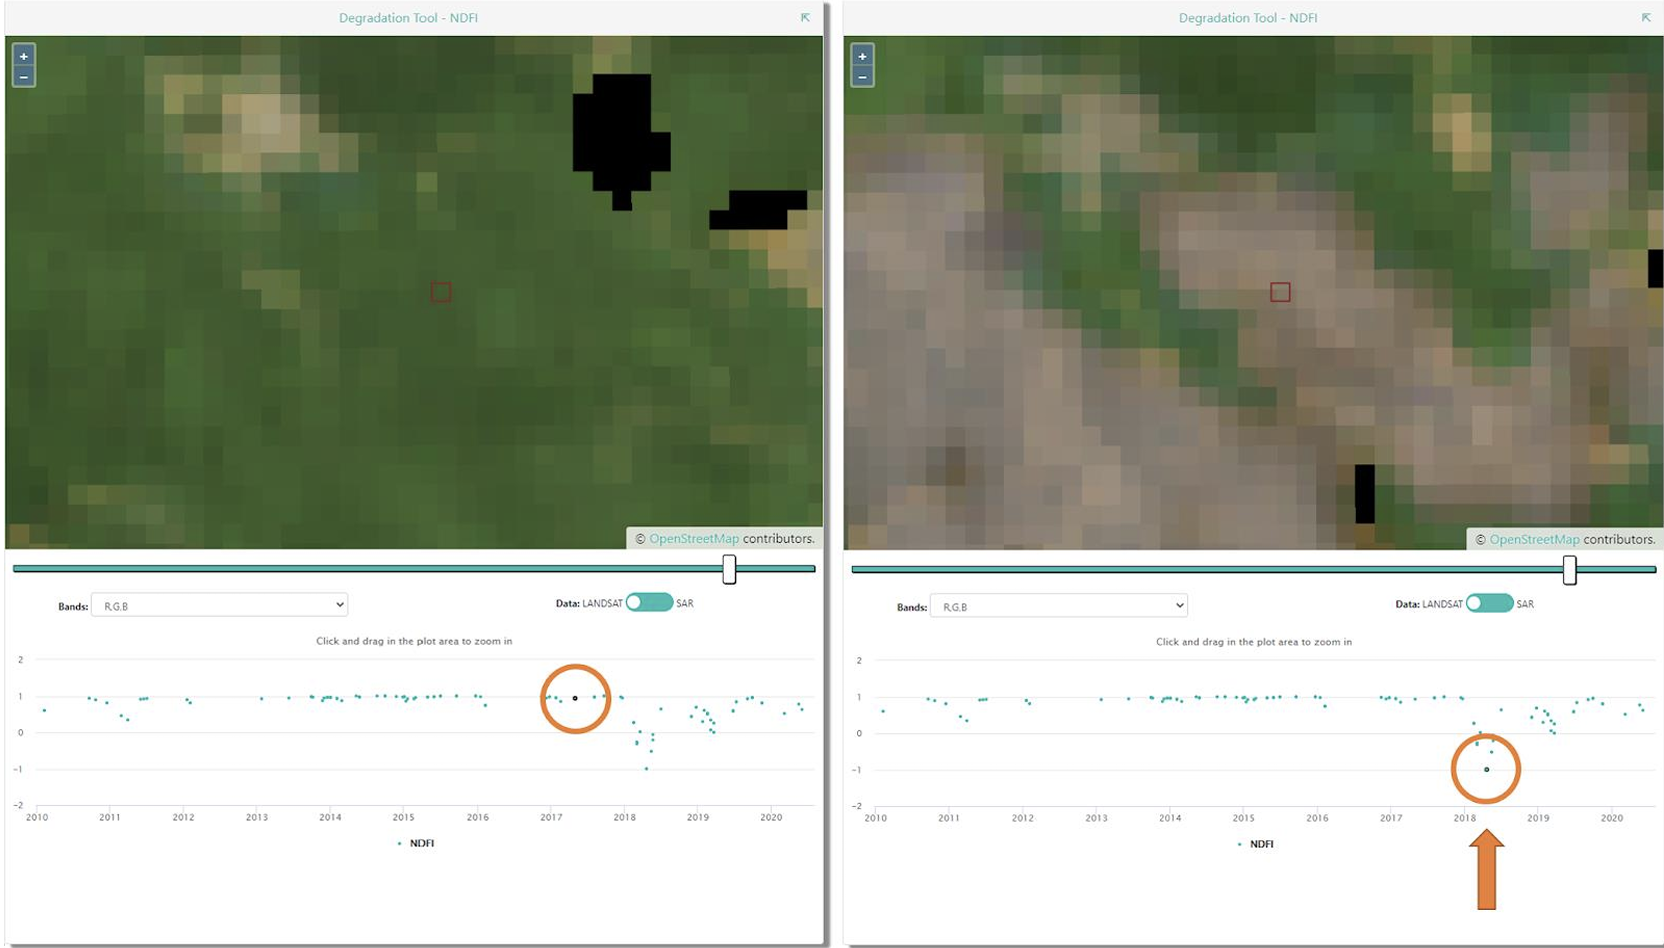 Degradation Tool - NDFI
+
−
© OpenStreetMap contributors.
Bands: R,G,B
Data: LANDSAT SAR
Click and drag in the plot area to zoom in
2
1
0
-1
-2
2010 2011 2012 2013 2014 2015 2016 2017 2018 2019 2020
NDFI
Degradation Tool - NDFI
+
−
© OpenStreetMap contributors.
Bands: R,G,B
Data: LANDSAT SAR
Click and drag in the plot area to zoom in
2
1
0
-1
-2
2010 2011 2012 2013 2014 2015 2016 2017 2018 2019 2020
NDFI